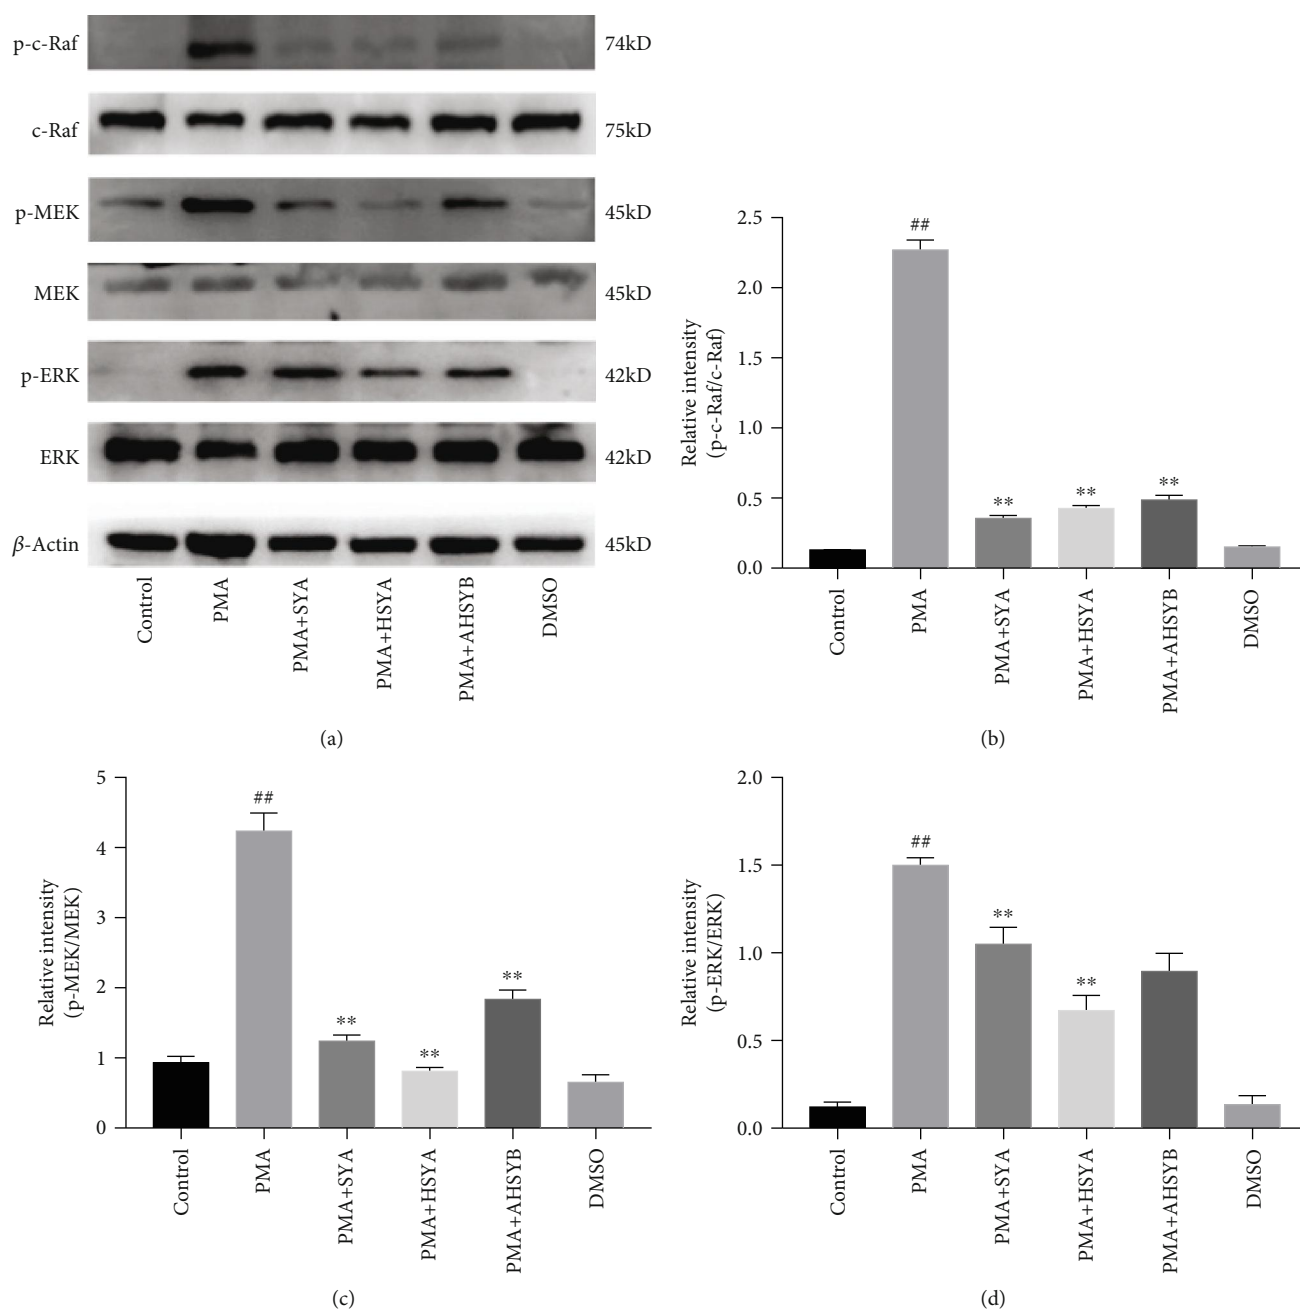 p-c-Raf 74kD
c-Raf 75kD
p-MEK 45kD
MEK 45kD
p-ERK 42kD
ERK 42kD
β-Actin 45kD
Control
PMA
PMA+SYA
PMA+HSYA
PMA+AHSYB
DMSO
(a)
Relative intensity
(p-c-Raf/c-Raf)
2.5
2.0
1.5
1.0
0.5
0.0
##
**
**
**
Control
PMA
PMA+SYA
PMA+HSYA
PMA+AHSYB
DMSO
(b)
Relative intensity
(p-MEK/MEK)
5
4
3
2
1
0
##
**
**
**
Control
PMA
PMA+SYA
PMA+HSYA
PMA+AHSYB
DMSO
(c)
Relative intensity
(p-ERK/ERK)
2.0
1.5
1.0
0.5
0.0
##
**
**
Control
PMA
PMA+SYA
PMA+HSYA
PMA+AHSYB
DMSO
(d)